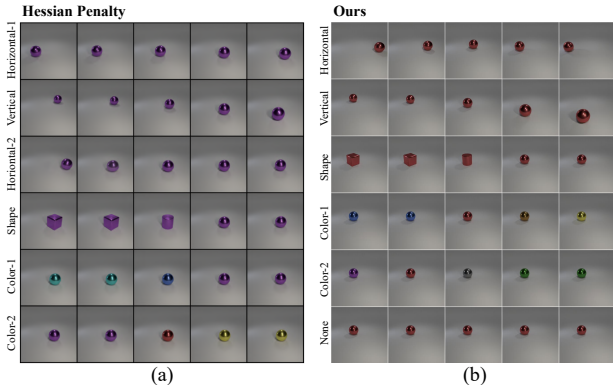 Hessian Penalty
Horizontal-1
Vertical
Horiontal-2
Shape
Color-1
Color-2
(a)
Ours
Horizontal
Vertical
Shape
Color-1
Color-2
None
(b)